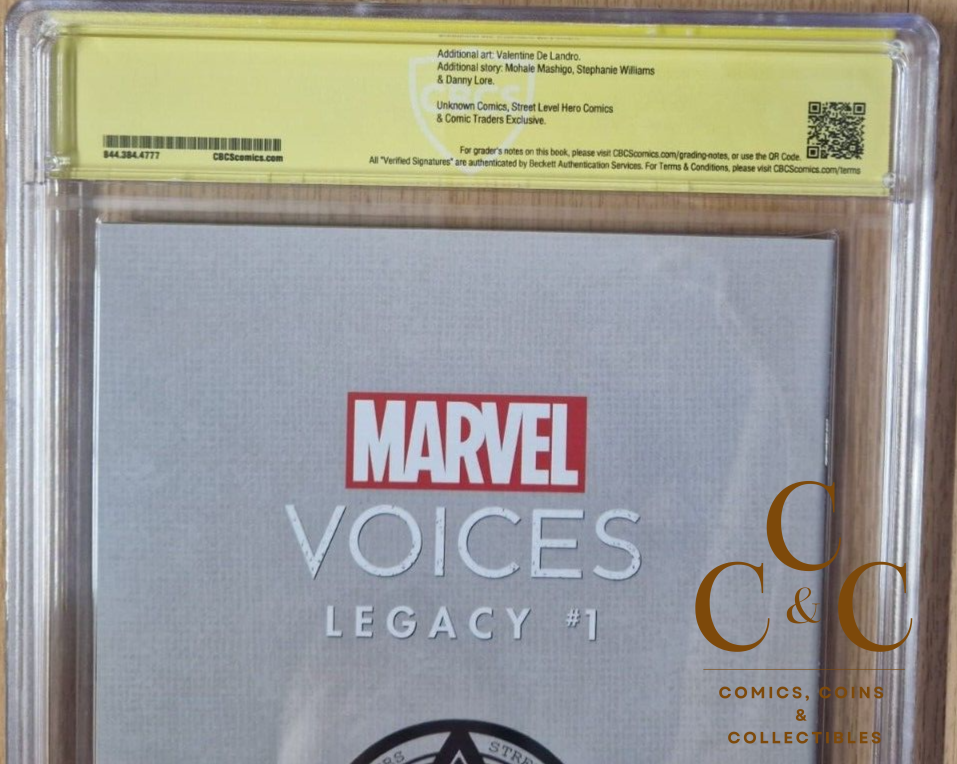 Additional art: Valentine De Landro.
Additional story: Mohale Mashigo, Stephanie Williams
& Danny Lore.
CBCS
Unknown Comics, Street Level Hero Comics
& Comic Traders Exclusive.
For grader's notes on this book, please visit CBCScomics.com/grading-notes, or use the QR Code.
CBCScomics.com
All "Verified Signatures" are authenticated by Beckett Authentication Services. For Terms & Conditions, please visit CBCScomics.com/terms
MARVEL
VOICES
LEGACY #1
C
C & C
COMICS, COINS
&
COLLECTIBLES